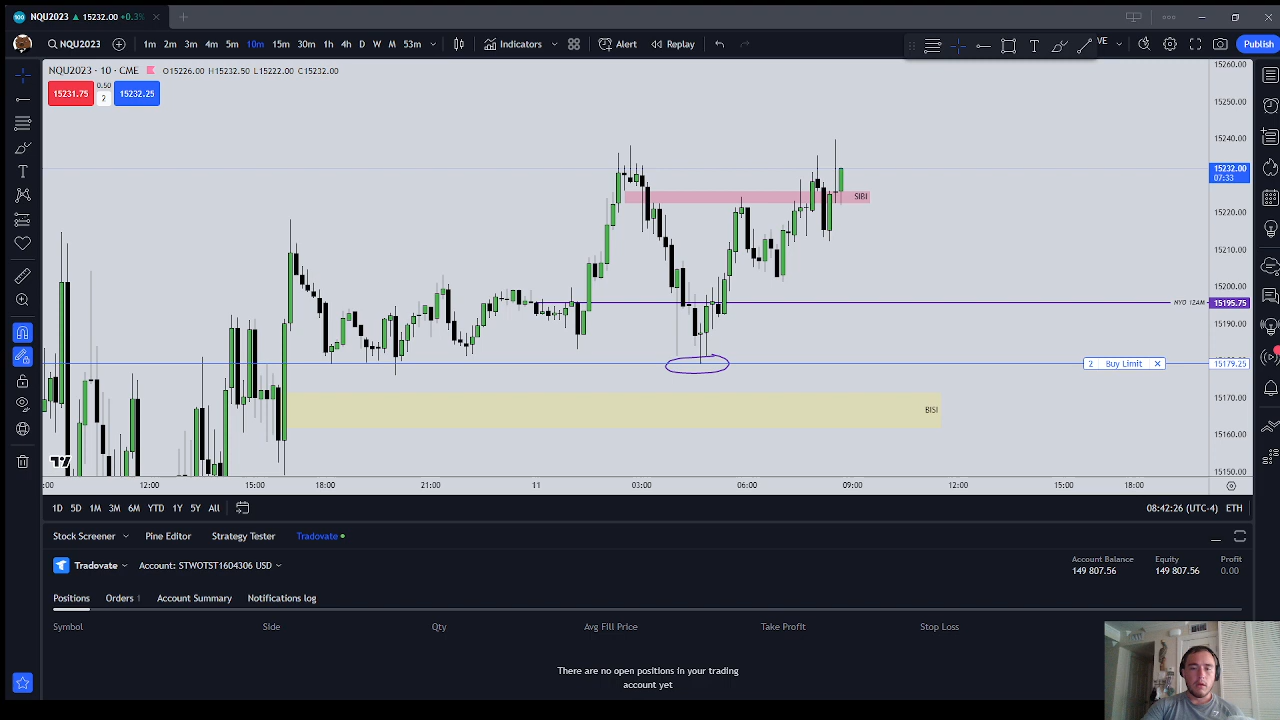 100 NQU2023 ▲ 15232.00 +0.3%
NQU2023 1m 2m 3m 4m 5m 10m 15m 30m 1h 4h D W M 53m Indicators Alert Replay VE Publish
NQU2023 · 10 · CME O15226.00 H15232.50 L15222.00 C15232.00
15231.75 0.50 2 15232.25
15260.00
15250.00
15240.00
15232.00
07:33
SIBI
15220.00
15210.00
15200.00
NYO 12AM 15195.75
15190.00
2 Buy Limit 15179.25
15170.00
BISI
15160.00
15150.00
:00 12:00 15:00 18:00 21:00 11 03:00 06:00 09:00 12:00 15:00 18:00
1D 5D 1M 3M 6M YTD 1Y 5Y All 08:42:26 (UTC-4) ETH
Stock Screener Pine Editor Strategy Tester Tradovate
Tradovate Account: STWOTST1604306 USD
Account Balance Equity Profit
149 807.56 149 807.56 0.00
Positions Orders 1 Account Summary Notifications log
Symbol Side Qty Avg Fill Price Take Profit Stop Loss
There are no open positions in your trading
account yet